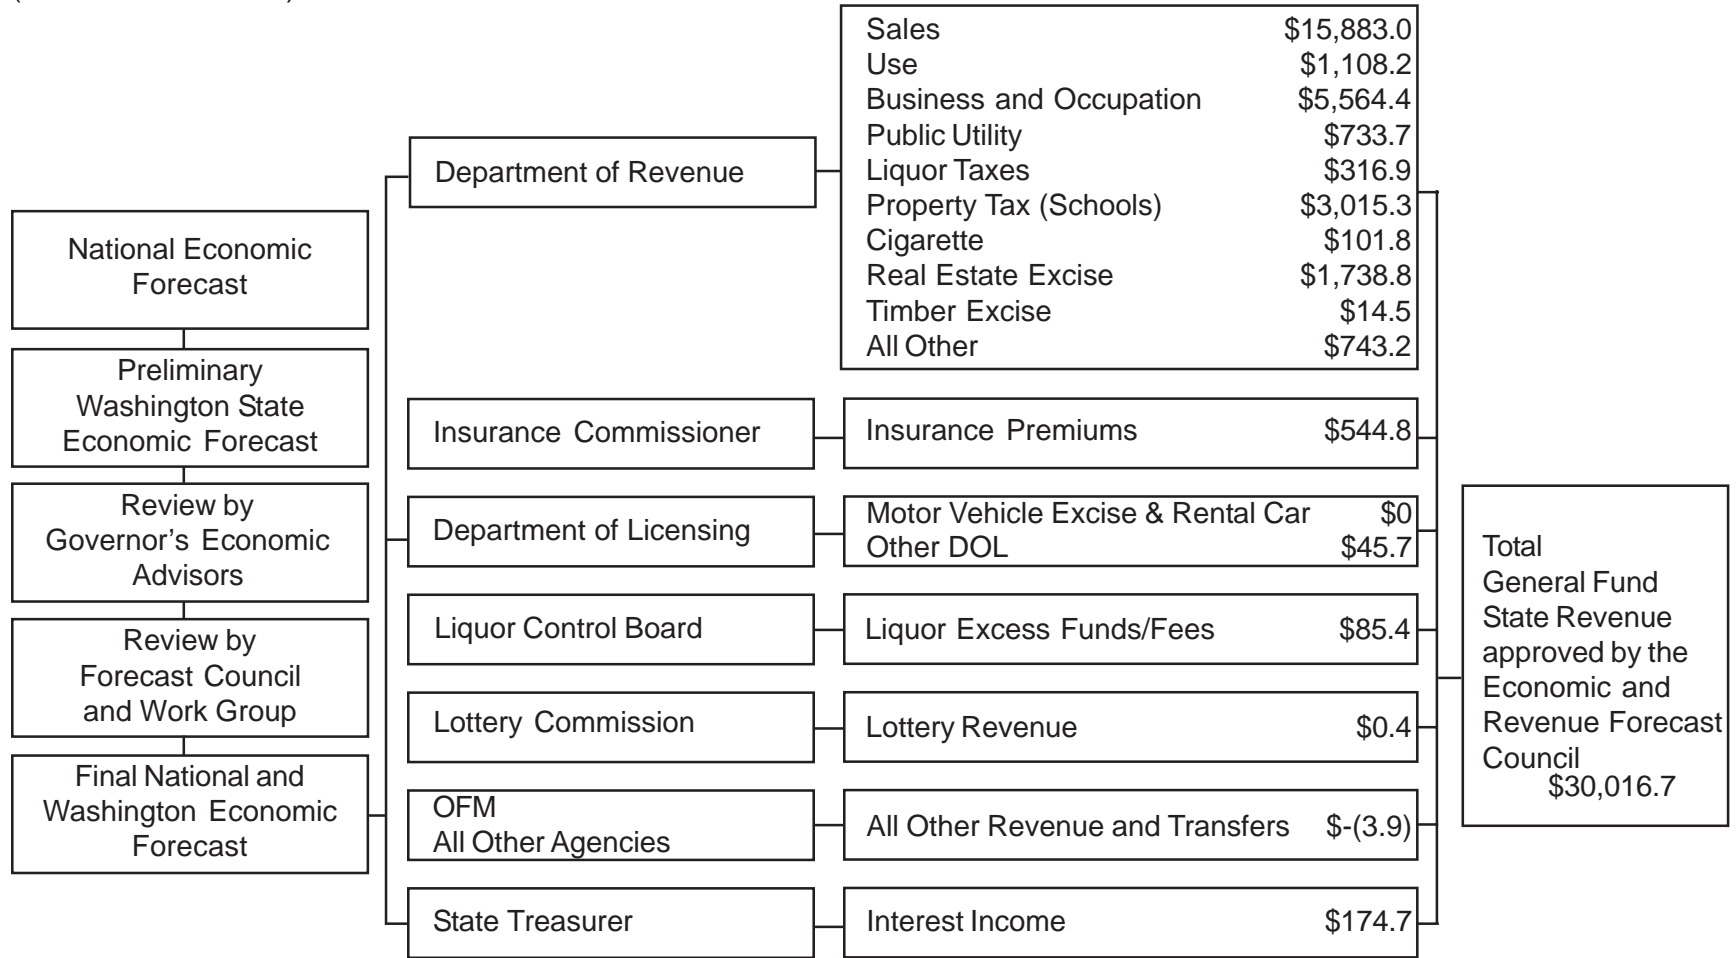 Sales $15,883.0
Use $1,108.2
Business and Occupation $5,564.4
Public Utility $733.7
Liquor Taxes $316.9
Property Tax (Schools) $3,015.3
Cigarette $101.8
Real Estate Excise $1,738.8
Timber Excise $14.5
All Other $743.2
Department of Revenue
National Economic
Forecast
Preliminary
Washington State
Economic Forecast
Review by
Governor’s Economic
Advisors
Review by
Forecast Council
and Work Group
Final National and
Washington Economic
Forecast
Insurance Commissioner
Insurance Premiums $544.8
Department of Licensing
Motor Vehicle Excise & Rental Car $0
Other DOL $45.7
Liquor Control Board
Liquor Excess Funds/Fees $85.4
Lottery Commission
Lottery Revenue $0.4
OFM
All Other Agencies
All Other Revenue and Transfers $-(3.9)
State Treasurer
Interest Income $174.7
Total
General Fund
State Revenue
approved by the
Economic and
Revenue Forecast
Council
$30,016.7